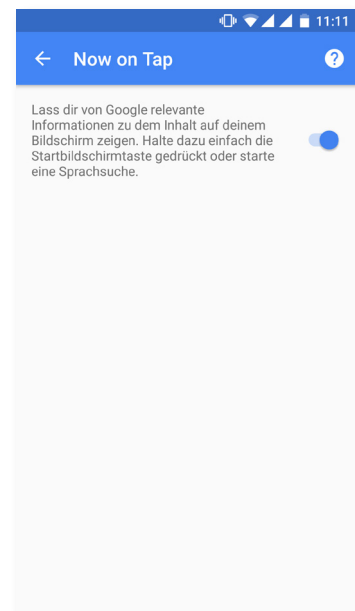 11:11
Now on Tap
?
Lass dir von Google relevante
Informationen zu dem Inhalt auf deinem
Bildschirm zeigen. Halte dazu einfach die
Startbildschirmtaste gedrückt oder starte
eine Sprachsuche.